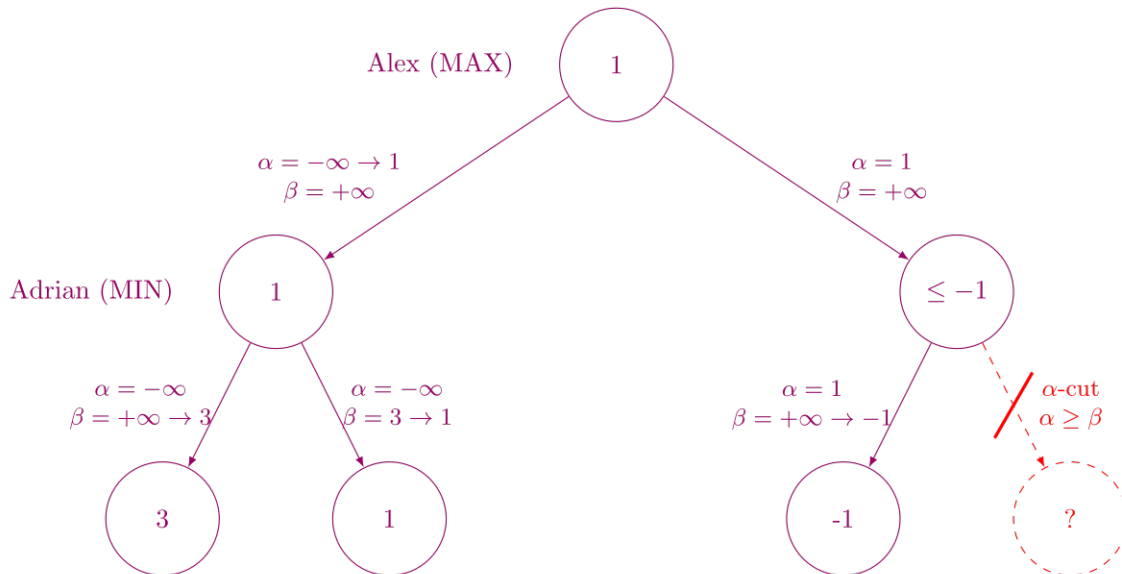 Alex (MAX)
1
α = −∞ → 1
β = +∞
α = 1
β = +∞
Adrian (MIN)
1
≤ −1
α = −∞
β = +∞ → 3
α = −∞
β = 3 → 1
α = 1
β = +∞ → −1
α-cut
α ≥ β
3
1
-1
?